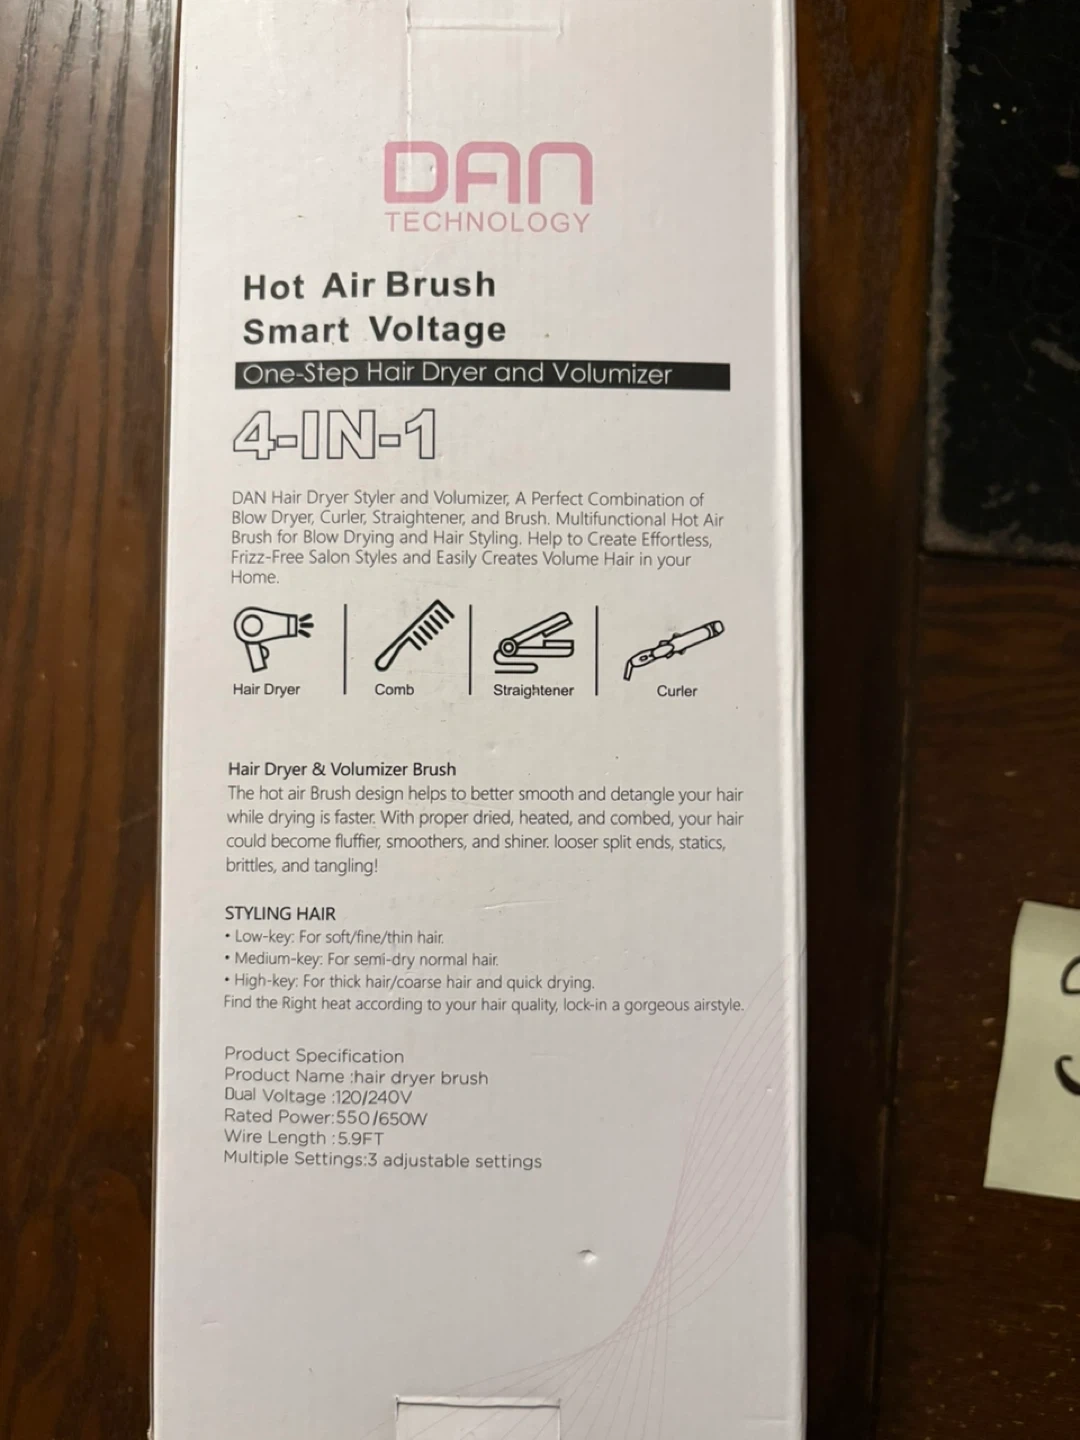 DAN
TECHNOLOGY
Hot Air Brush
Smart Voltage
One-Step Hair Dryer and Volumizer
4-IN-1
DAN Hair Dryer Styler and Volumizer, A Perfect Combination of
Blow Dryer, Curler, Straightener, and Brush. Multifunctional Hot Air
Brush for Blow Drying and Hair Styling. Help to Create Effortless,
Frizz-Free Salon Styles and Easily Creates Volume Hair in your
Home.
Hair Dryer
Comb
Straightener
Curler
Hair Dryer & Volumizer Brush
The hot air Brush design helps to better smooth and detangle your hair
while drying is faster. With proper dried, heated, and combed, your hair
could become fluffier, smoothers, and shiner. looser split ends, statics,
brittles, and tangling!
STYLING HAIR
• Low-key: For soft/fine/thin hair.
• Medium-key: For semi-dry normal hair.
• High-key: For thick hair/coarse hair and quick drying.
Find the Right heat according to your hair quality, lock-in a gorgeous airstyle.
Product Specification
Product Name :hair dryer brush
Dual Voltage :120/240V
Rated Power:550/650W
Wire Length :5.9FT
Multiple Settings:3 adjustable settings